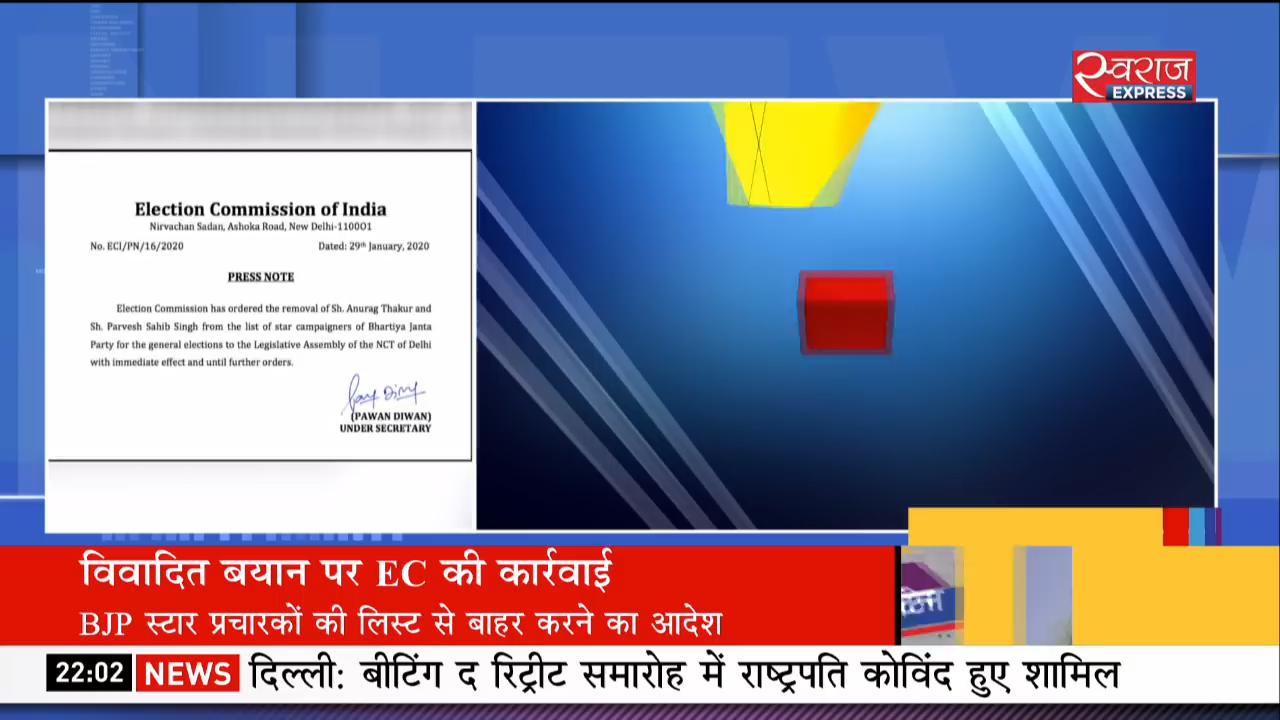 स्वराज
EXPRESS
Election Commission of India
Nirvachan Sadan, Ashoka Road, New Delhi-110001
No. ECI/PN/16/2020 Dated: 29th January, 2020
PRESS NOTE
Election Commission has ordered the removal of Sh. Anurag Thakur and
Sh. Parvesh Sahib Singh from the list of star campaigners of Bhartiya Janta
Party for the general elections to the Legislative Assembly of the NCT of Delhi
with immediate effect and until further orders.
(PAWAN DIWAN)
UNDER SECRETARY
विवादित बयान पर EC की कार्रवाई
BJP स्टार प्रचारकों की लिस्ट से बाहर करने का आदेश
22:02 NEWS दिल्ली: बीटिंग द रिट्रीट समारोह में राष्ट्रपति कोविंद हुए शामिल